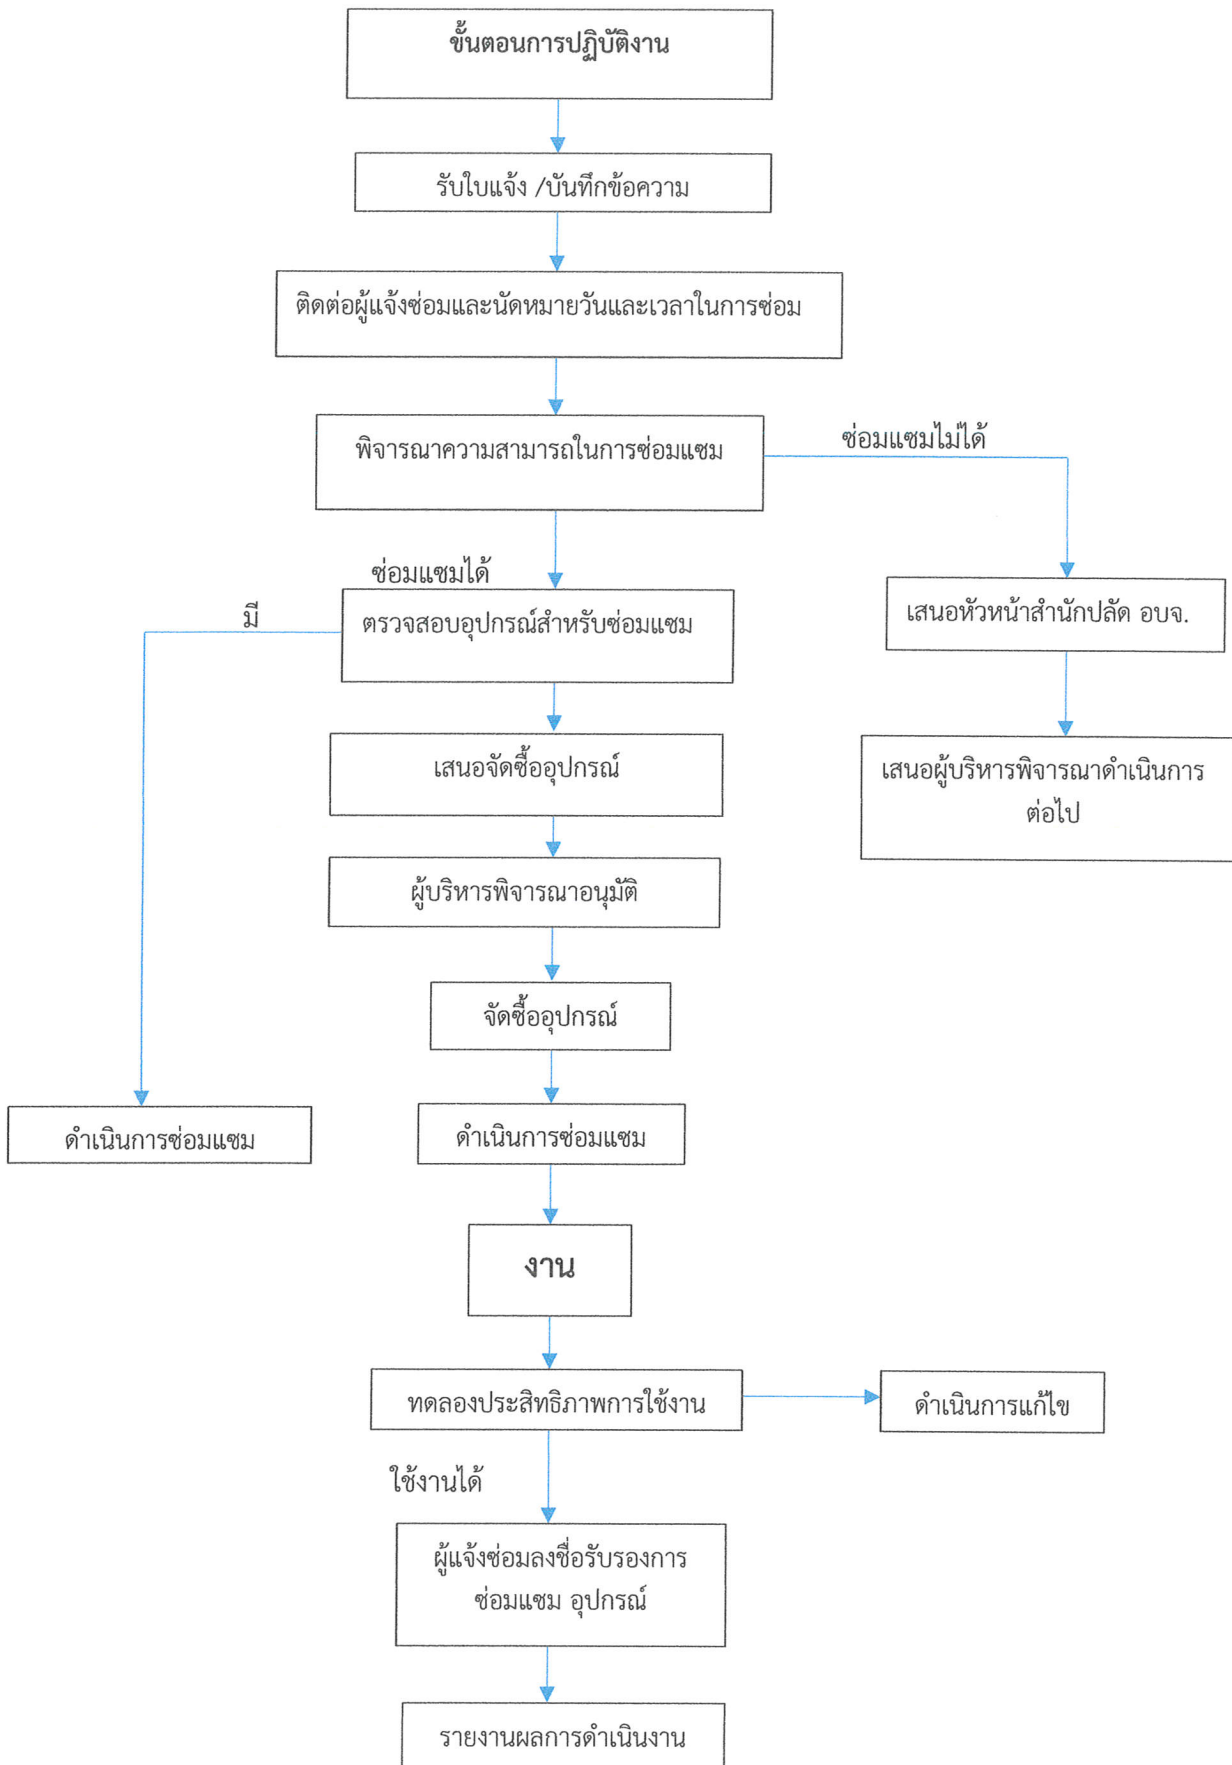 ขั้นตอนการปฏิบัติงาน
รับใบแจ้ง /บันทึกข้อความ
ติดต่อผู้แจ้งซ่อมและนัดหมายวันและเวลาในการซ่อม
พิจารณาความสามารถในการซ่อมแซม
ซ่อมแซมไม่ได้
ซ่อมแซมได้
มี
ตรวจสอบอุปกรณ์สำหรับซ่อมแซม
เสนอหัวหน้าสำนักปลัด อบจ.
เสนอจัดซื้ออุปกรณ์
เสนอผู้บริหารพิจารณาดำเนินการ
ต่อไป
ผู้บริหารพิจารณาอนุมัติ
จัดซื้ออุปกรณ์
ดำเนินการซ่อมแซม
ดำเนินการซ่อมแซม
งาน
ทดลองประสิทธิภาพการใช้งาน
ดำเนินการแก้ไข
ใช้งานได้
ผู้แจ้งซ่อมลงชื่อรับรองการ
ซ่อมแซม อุปกรณ์
รายงานผลการดำเนินงาน